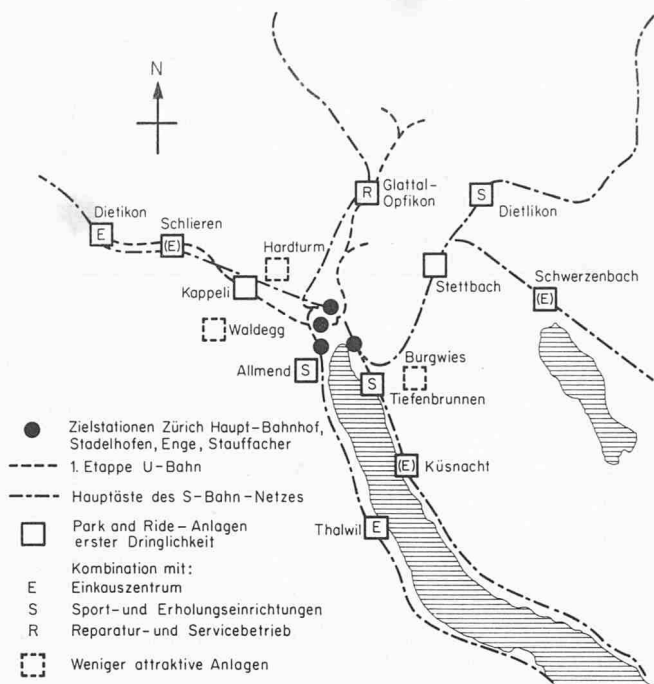 N
Glattal-
Opfikon
R
S
Dietlikon
Dietikon
E
Schlieren
(E)
Hardturm
Stettbach
Schwerzenbach
(E)
Kappeli
Waldegg
Allmend
S
Burgwies
S
Tiefenbrunnen
(E)
Küsnacht
Thalwil
E
Zielstationen Zürich Haupt-Bahnhof,
Stadelhofen, Enge, Stauffacher
1. Etappe U-Bahn
Hauptäste des S-Bahn-Netzes
Park and Ride-Anlagen
erster Dringlichkeit
Kombination mit:
E Einkauszentrum
S Sport-und Erholungseinrichtungen
R Reparatur-und Servicebetrieb
Weniger attraktive Anlagen